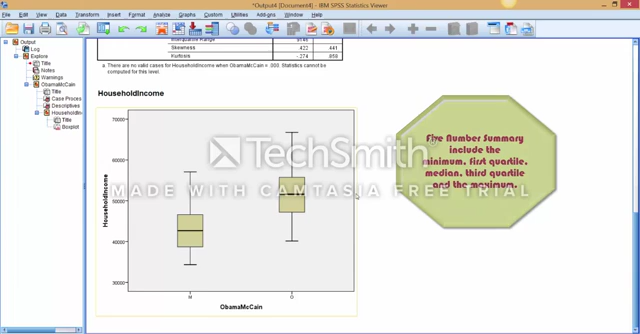 *Output4 [Document4] - IBM SPSS Statistics Viewer
File Edit View Data Transform Insert Format Analyze Graphs Custom Utilities Add-ons Window Help
Output
Log
Explore
Title
Notes
Warnings
ObamaMcCain
Title
Case Proces
Descriptives
HouseholdIn
Title
Boxplot
Interquartile Range 9146
Skewness .422 .441
Kurtosis -.274 .858
a. There are no valid cases for HouseholdIncome when ObamaMcCain = .000. Statistics cannot be
computed for this level.
HouseholdIncome
70000
60000
50000
40000
30000
HouseholdIncome
M O
ObamaMcCain
Five Number Summary
include the
minimum, first quartile,
median, third quartile
and the maximum.
TechSmith
MADE WITH CAMTASIA FREE TRIAL